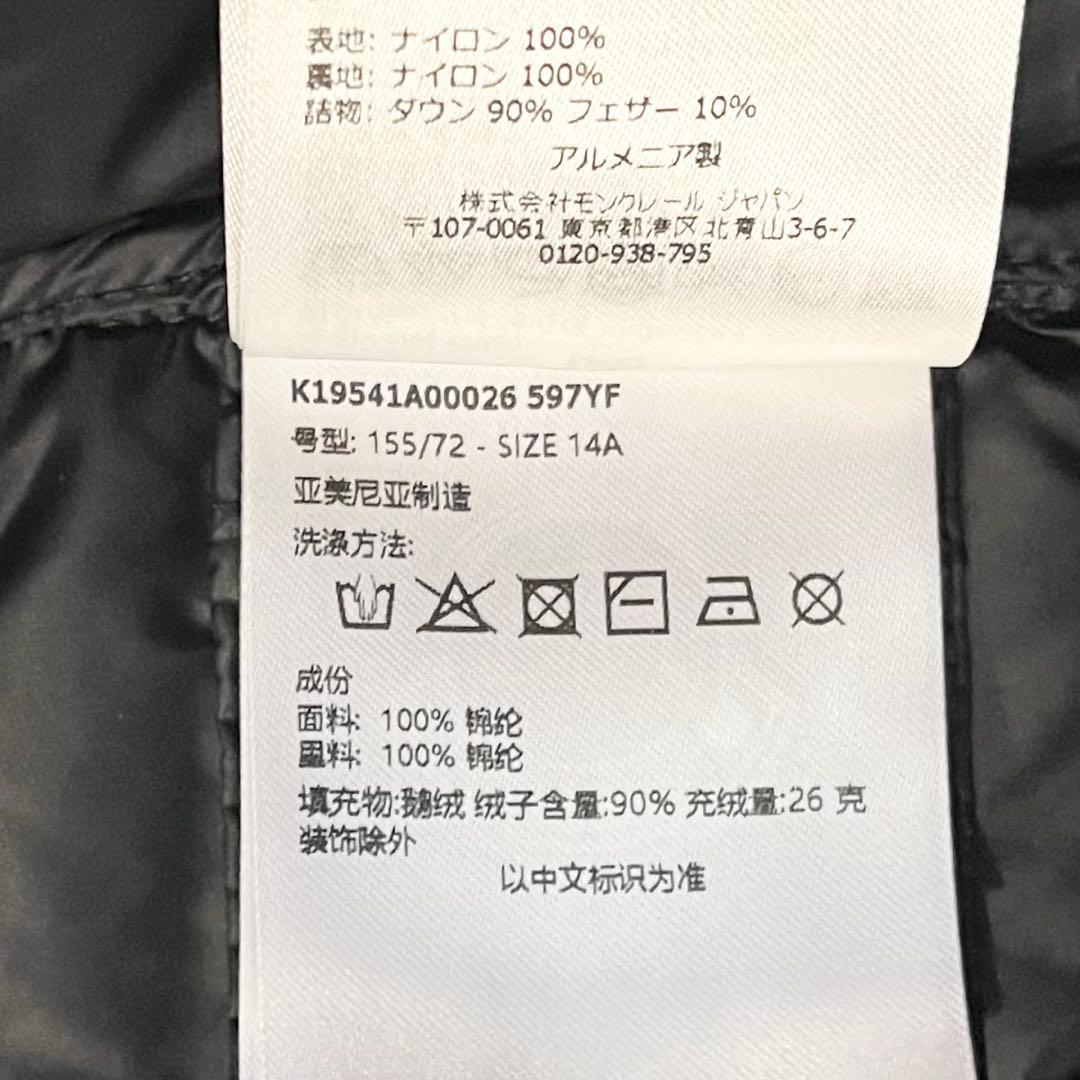 表地: ナイロン 100%
裏地: ナイロン 100%
詰物: ダウン 90% フェザー 10%
アルメニア製
株式会社モンクレール ジャパン
〒107-0061 東京都港区北青山3-6-7
0120-938-795
K19541A00026 597YF
号型: 155/72 - SIZE 14A
亚美尼亚制造
洗涤方法:
成份
面料: 100% 锦纶
里料: 100% 锦纶
填充物:鹅绒 绒子含量:90% 充绒量:26 克
装饰除外
以中文标识为准